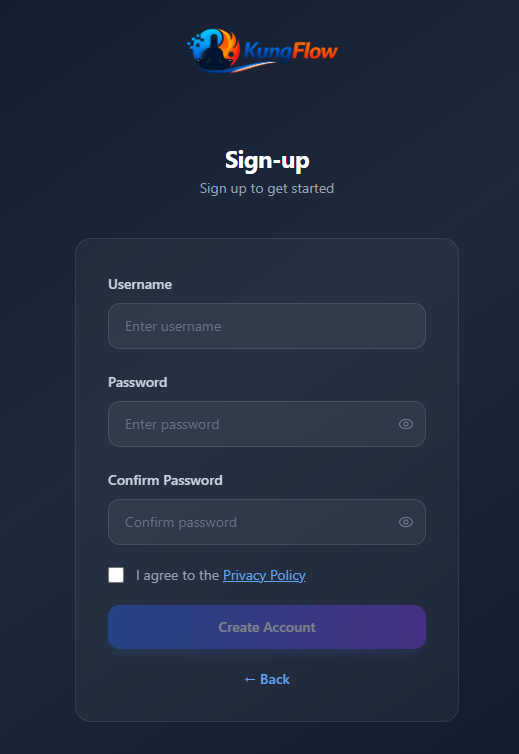 KungFlow
Sign-up
Sign up to get started
Username
Enter username
Password
Enter password
Confirm Password
Confirm password
I agree to the Privacy Policy
Create Account
← Back